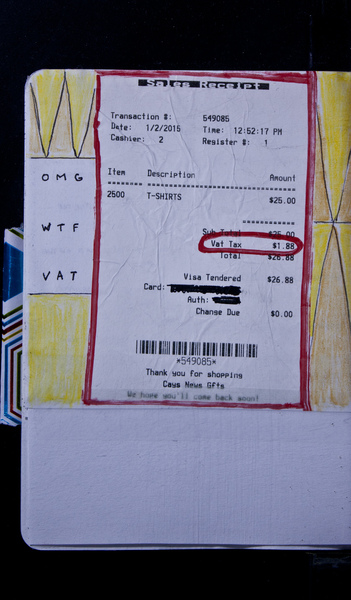 Sales Receipt
Transaction #: 549085
Date: 1/2/2015 Time: 12:52:17 PM
Cashier: 2 Register #: 1
Item Description Amount
2500 T-SHIRTS $25.00
Sub Total $25.00
Vat Tax $1.88
Total $26.88
Visa Tendered $26.88
Card:
Auth:
Change Due $0.00
*549085*
Thank you for shopping
Cays News Gfts
We hope you'll come back soon!
OMG
WTF
VAT